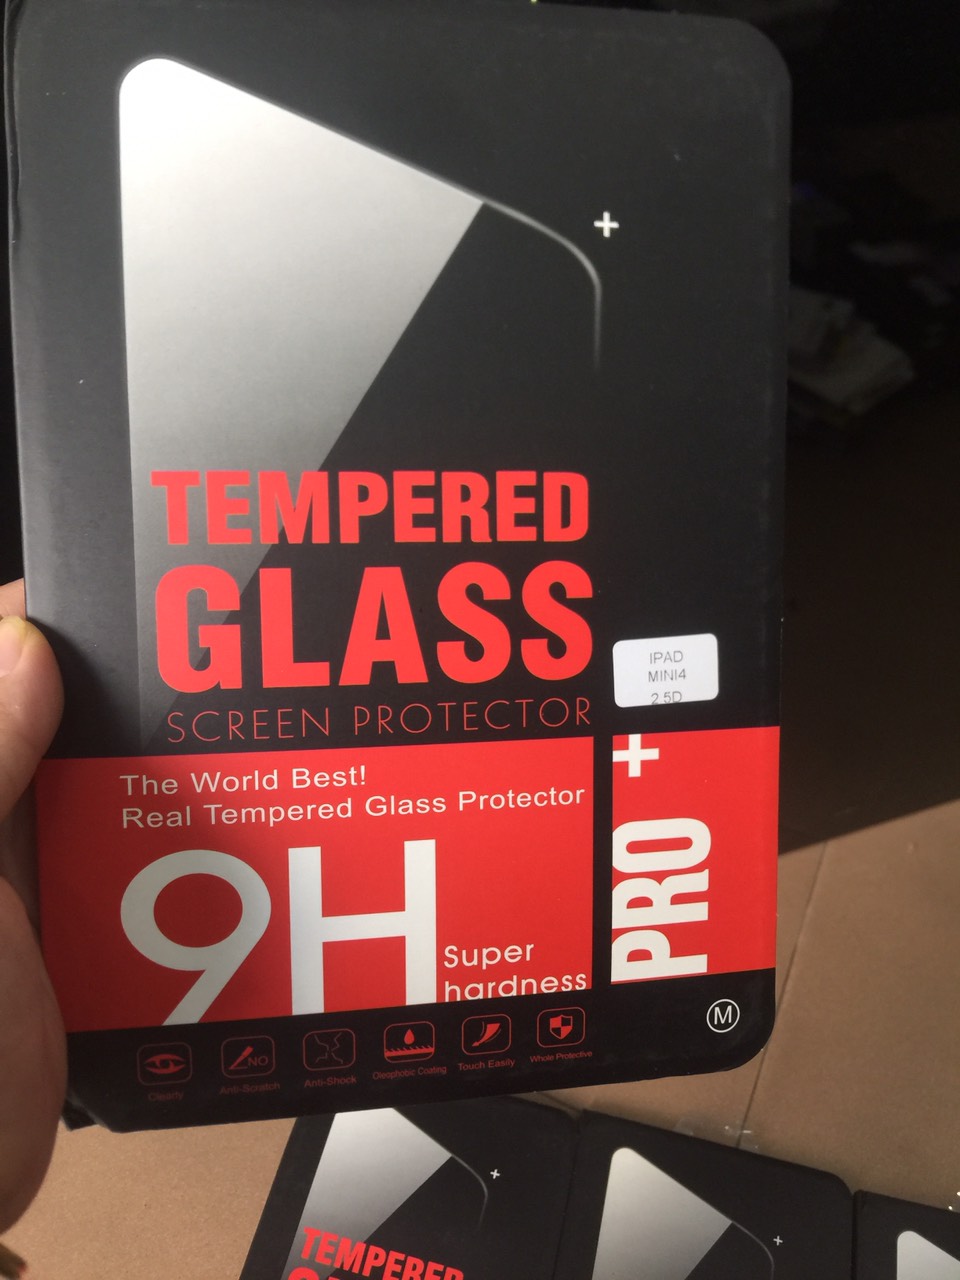 TEMPERED
GLASS
SCREEN PROTECTOR
IPAD
MINI4
2.5D
The World Best!
Real Tempered Glass Protector
9H
Super
hardness
PRO +
M
NO
Clearly
Anti-Scratch
Anti-Shock
Oleophobic Coating
Touch Easily
Whole Protective
TEMPERED